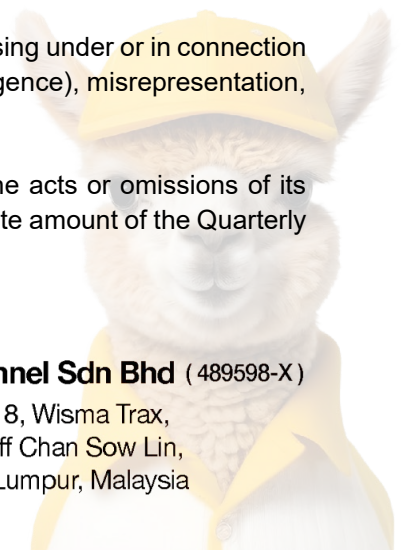 sing under or in connection
gence), misrepresentation,
ne acts or omissions of its
te amount of the Quarterly
nnel Sdn Bhd (489598-X)
8, Wisma Trax,
ff Chan Sow Lin,
Lumpur, Malaysia